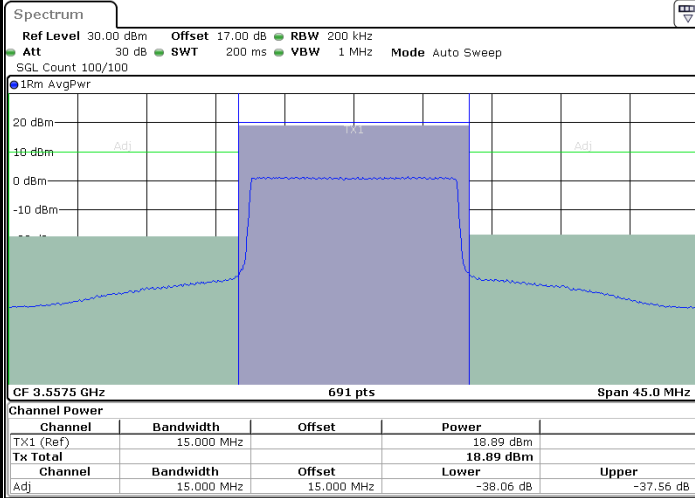 Spectrum
Ref Level 30.00 dBm Offset 17.00 dB RBW 200 kHz
Att 30 dB SWT 200 ms VBW 1 MHz Mode Auto Sweep
SGL Count 100/100
1Rm AvgPwr
20 dBm
TX1
Adj
Adj
10 dBm
0 dBm
-10 dBm
CF 3.5575 GHz 691 pts Span 45.0 MHz
Channel Power
Channel Bandwidth Offset Power
TX1 (Ref) 15.000 MHz 18.89 dBm
Tx Total 18.89 dBm
Channel Bandwidth Offset Lower Upper
Adj 15.000 MHz 15.000 MHz -38.06 dB -37.56 dB